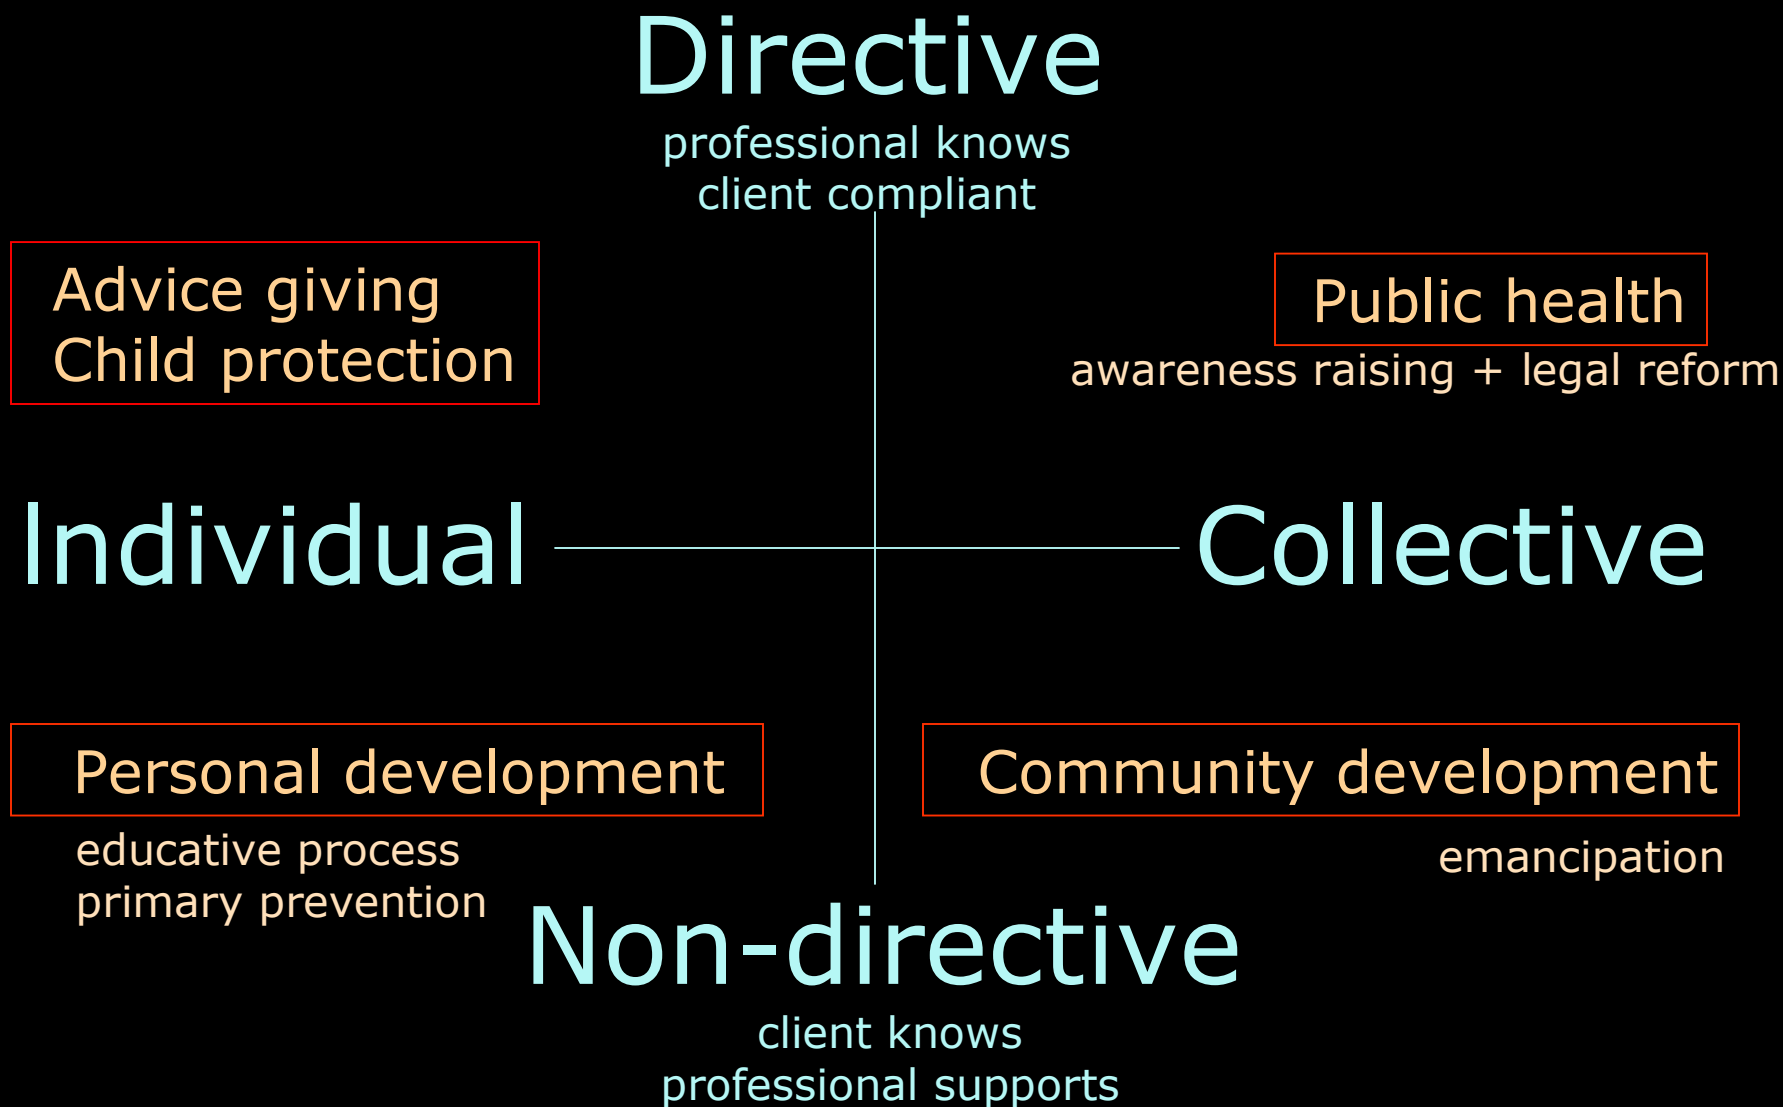 Directive
professional knows
client compliant
Advice giving
Child protection
Public health
awareness raising + legal reform
Individual
Collective
Personal development
educative process
primary prevention
Community development
emancipation
Non-directive
client knows
professional supports